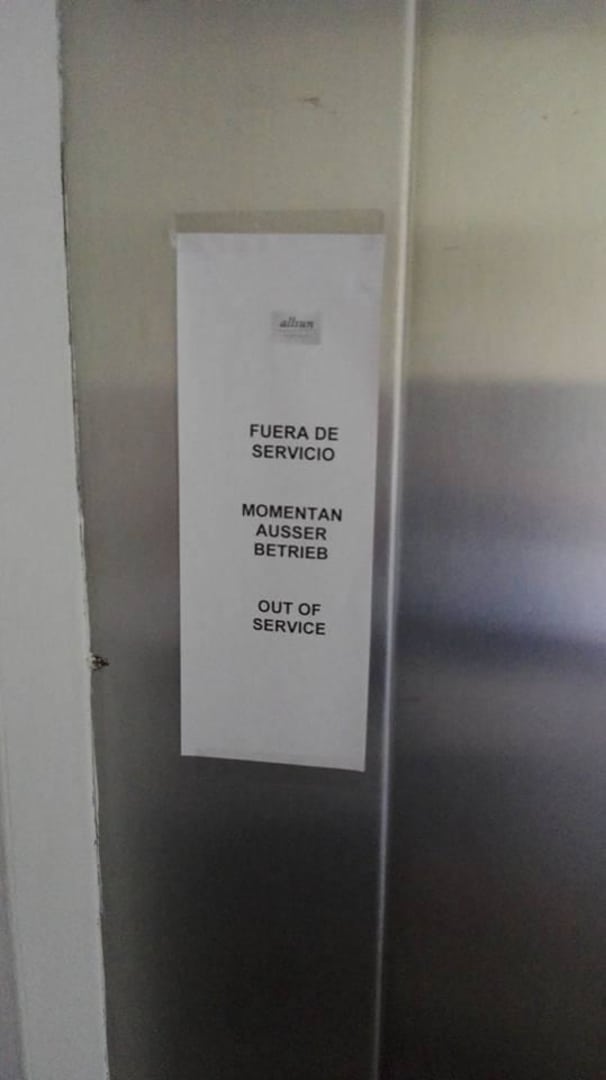 allsun
FUERA DE
SERVICIO
MOMENTAN
AUSSER
BETRIEB
OUT OF
SERVICE